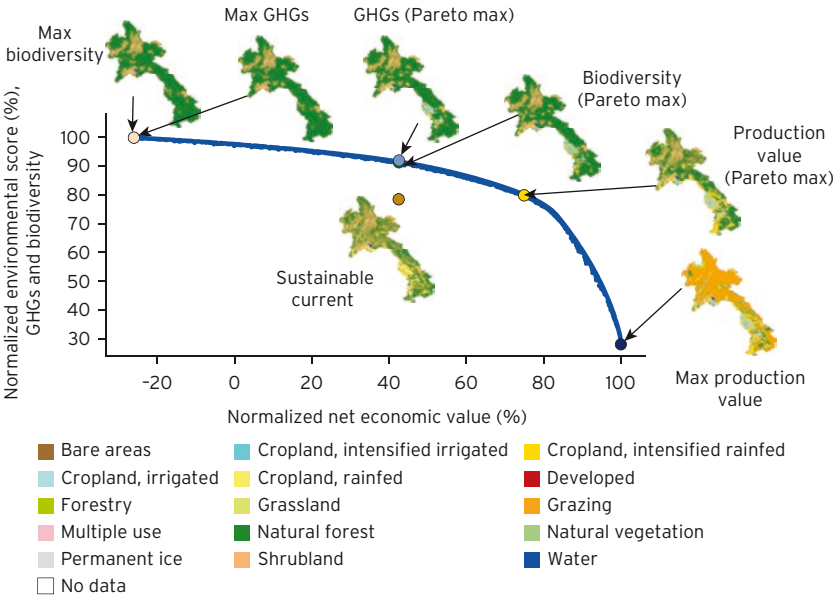 Max
biodiversity
Max GHGs
GHGs (Pareto max)
Biodiversity
(Pareto max)
Production
value
(Pareto max)
Sustainable
current
Max production
value
Normalized environmental score (%),
GHGs and biodiversity
100
90
80
70
60
50
40
30
-20
0
20
40
60
80
100
Normalized net economic value (%)
Bare areas
Cropland, intensified irrigated
Cropland, intensified rainfed
Cropland, irrigated
Cropland, rainfed
Developed
Forestry
Grassland
Grazing
Multiple use
Natural forest
Natural vegetation
Permanent ice
Shrubland
Water
No data